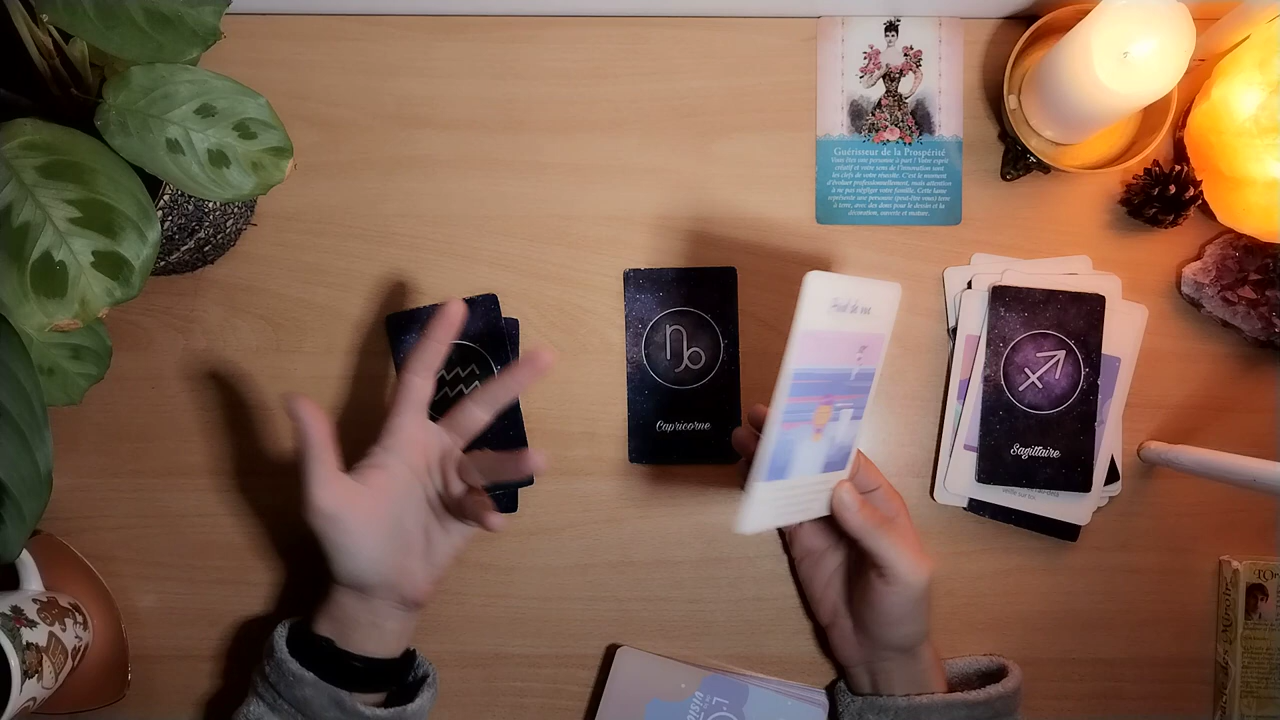 Guérisseur de la Prospérité
Vous êtes une personne à part ! Votre esprit
créatif et votre sens de l'innovation sont
les clefs de votre réussite. C'est le moment
d'évoluer professionnellement, mais attention
à ne pas négliger votre famille. Cette lame
représente une personne (peut-être vous) terre
à terre, avec des dons pour le dessin et la
décoration, ouverte et mature.
Capricorne
Sagittaire
veille sur toi